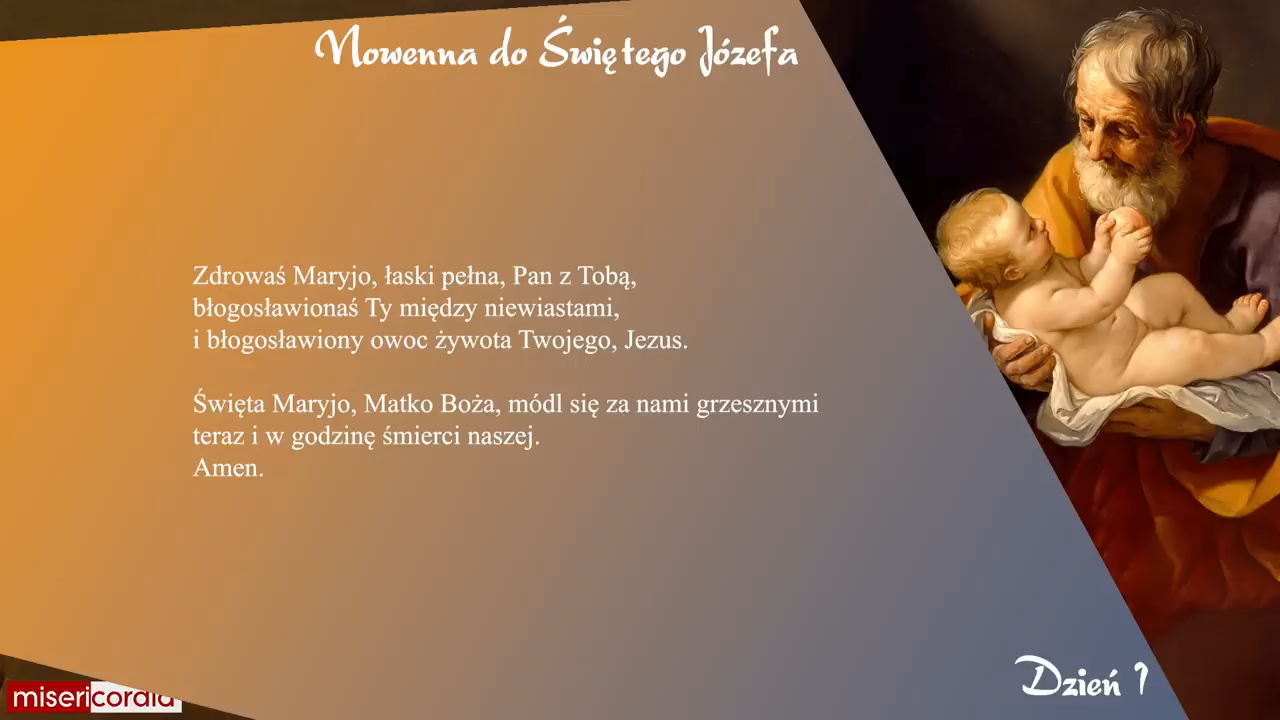 Nowenna do Świętego Józefa
Zdrowaś Maryjo, łaski pełna, Pan z Tobą,
błogosławionaś Ty między niewiastami,
i błogosławiony owoc żywota Twojego, Jezus.
Święta Maryjo, Matko Boża, módl się za nami grzesznymi
teraz i w godzinę śmierci naszej.
Amen.
Dzień 1
misericordia